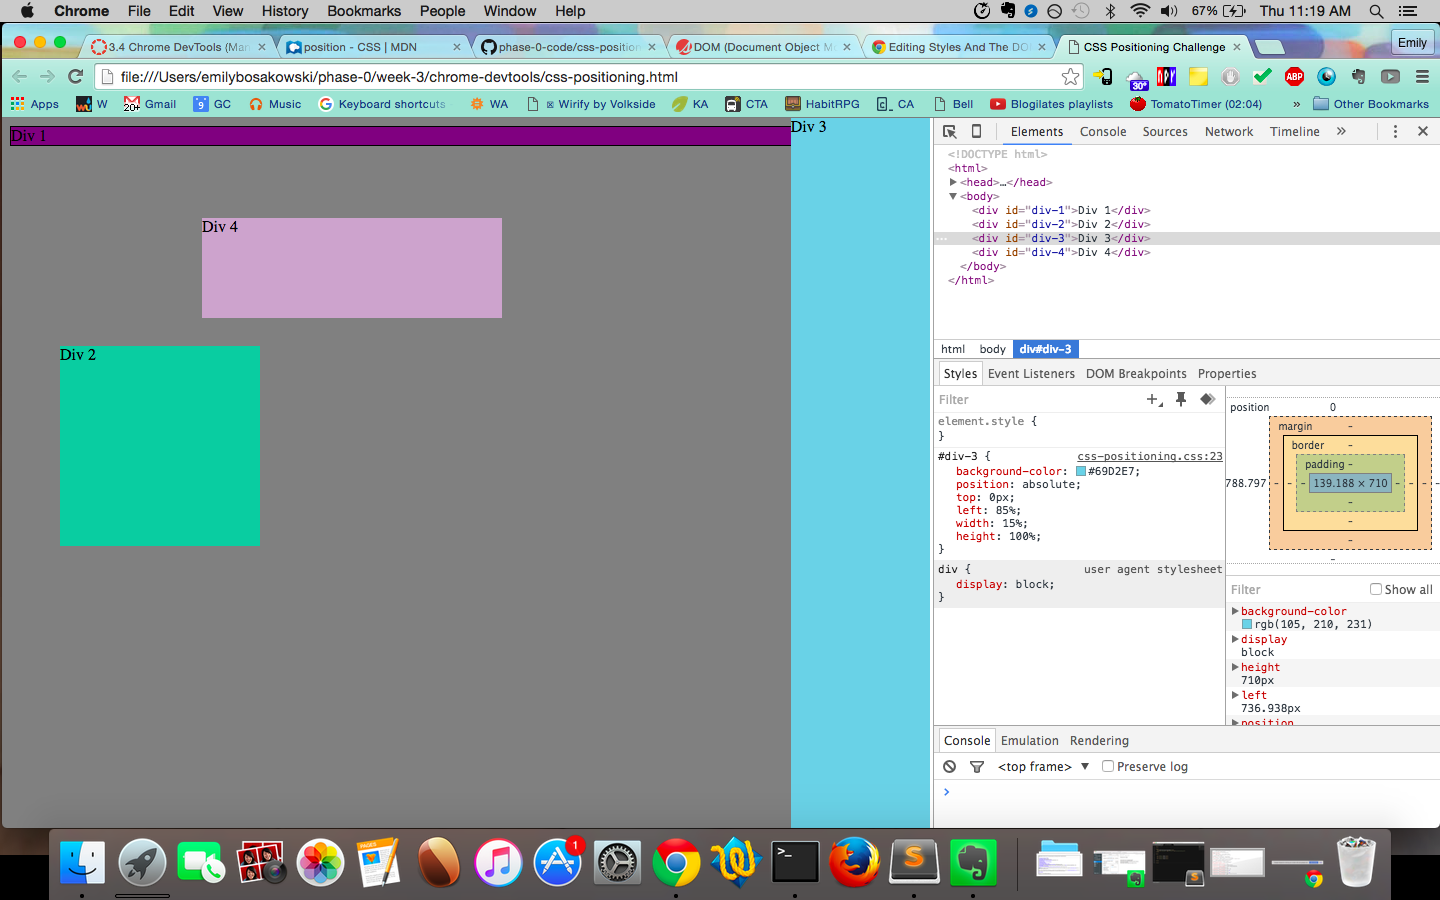 Chrome File Edit View History Bookmarks People Window Help 67% Thu 11:19 AM
3.4 Chrome DevTools (Man position - CSS | MDN phase-0-code/css-position DOM (Document Object M Editing Styles And The DO CSS Positioning Challenge Emily
file:///Users/emilybosakowski/phase-0/week-3/chrome-devtools/css-positioning.html 30° ABP
Apps W 20+ Gmail 9 GC Music Keyboard shortcuts WA Wirify by Volkside KA CTA HabitRPG CA Bell Blogilates playlists TomatoTimer (02:04) » Other Bookmarks
Div 1
Div 3
Div 4
Div 2
Elements Console Sources Network Timeline »
<!DOCTYPE html>
<html>
<head>…</head>
<body>
<div id="div-1">Div 1</div>
<div id="div-2">Div 2</div>
<div id="div-3">Div 3</div>
<div id="div-4">Div 4</div>
</body>
</html>
html body div#div-3
Styles Event Listeners DOM Breakpoints Properties
Filter
element.style {
}
#div-3 { css-positioning.css:23
background-color: #69D2E7;
position: absolute;
top: 0px;
left: 85%;
width: 15%;
height: 100%;
}
div { user agent stylesheet
display: block;
}
position 0
margin -
border -
padding -
788.797 - - - 139.188 × 710 - - - -
-
-
-
-
Filter Show all
background-color
rgb(105, 210, 231)
display
block
height
710px
left
736.938px
position
Console Emulation Rendering
<top frame> ▼ Preserve log
>
PAGES
1
>_
S